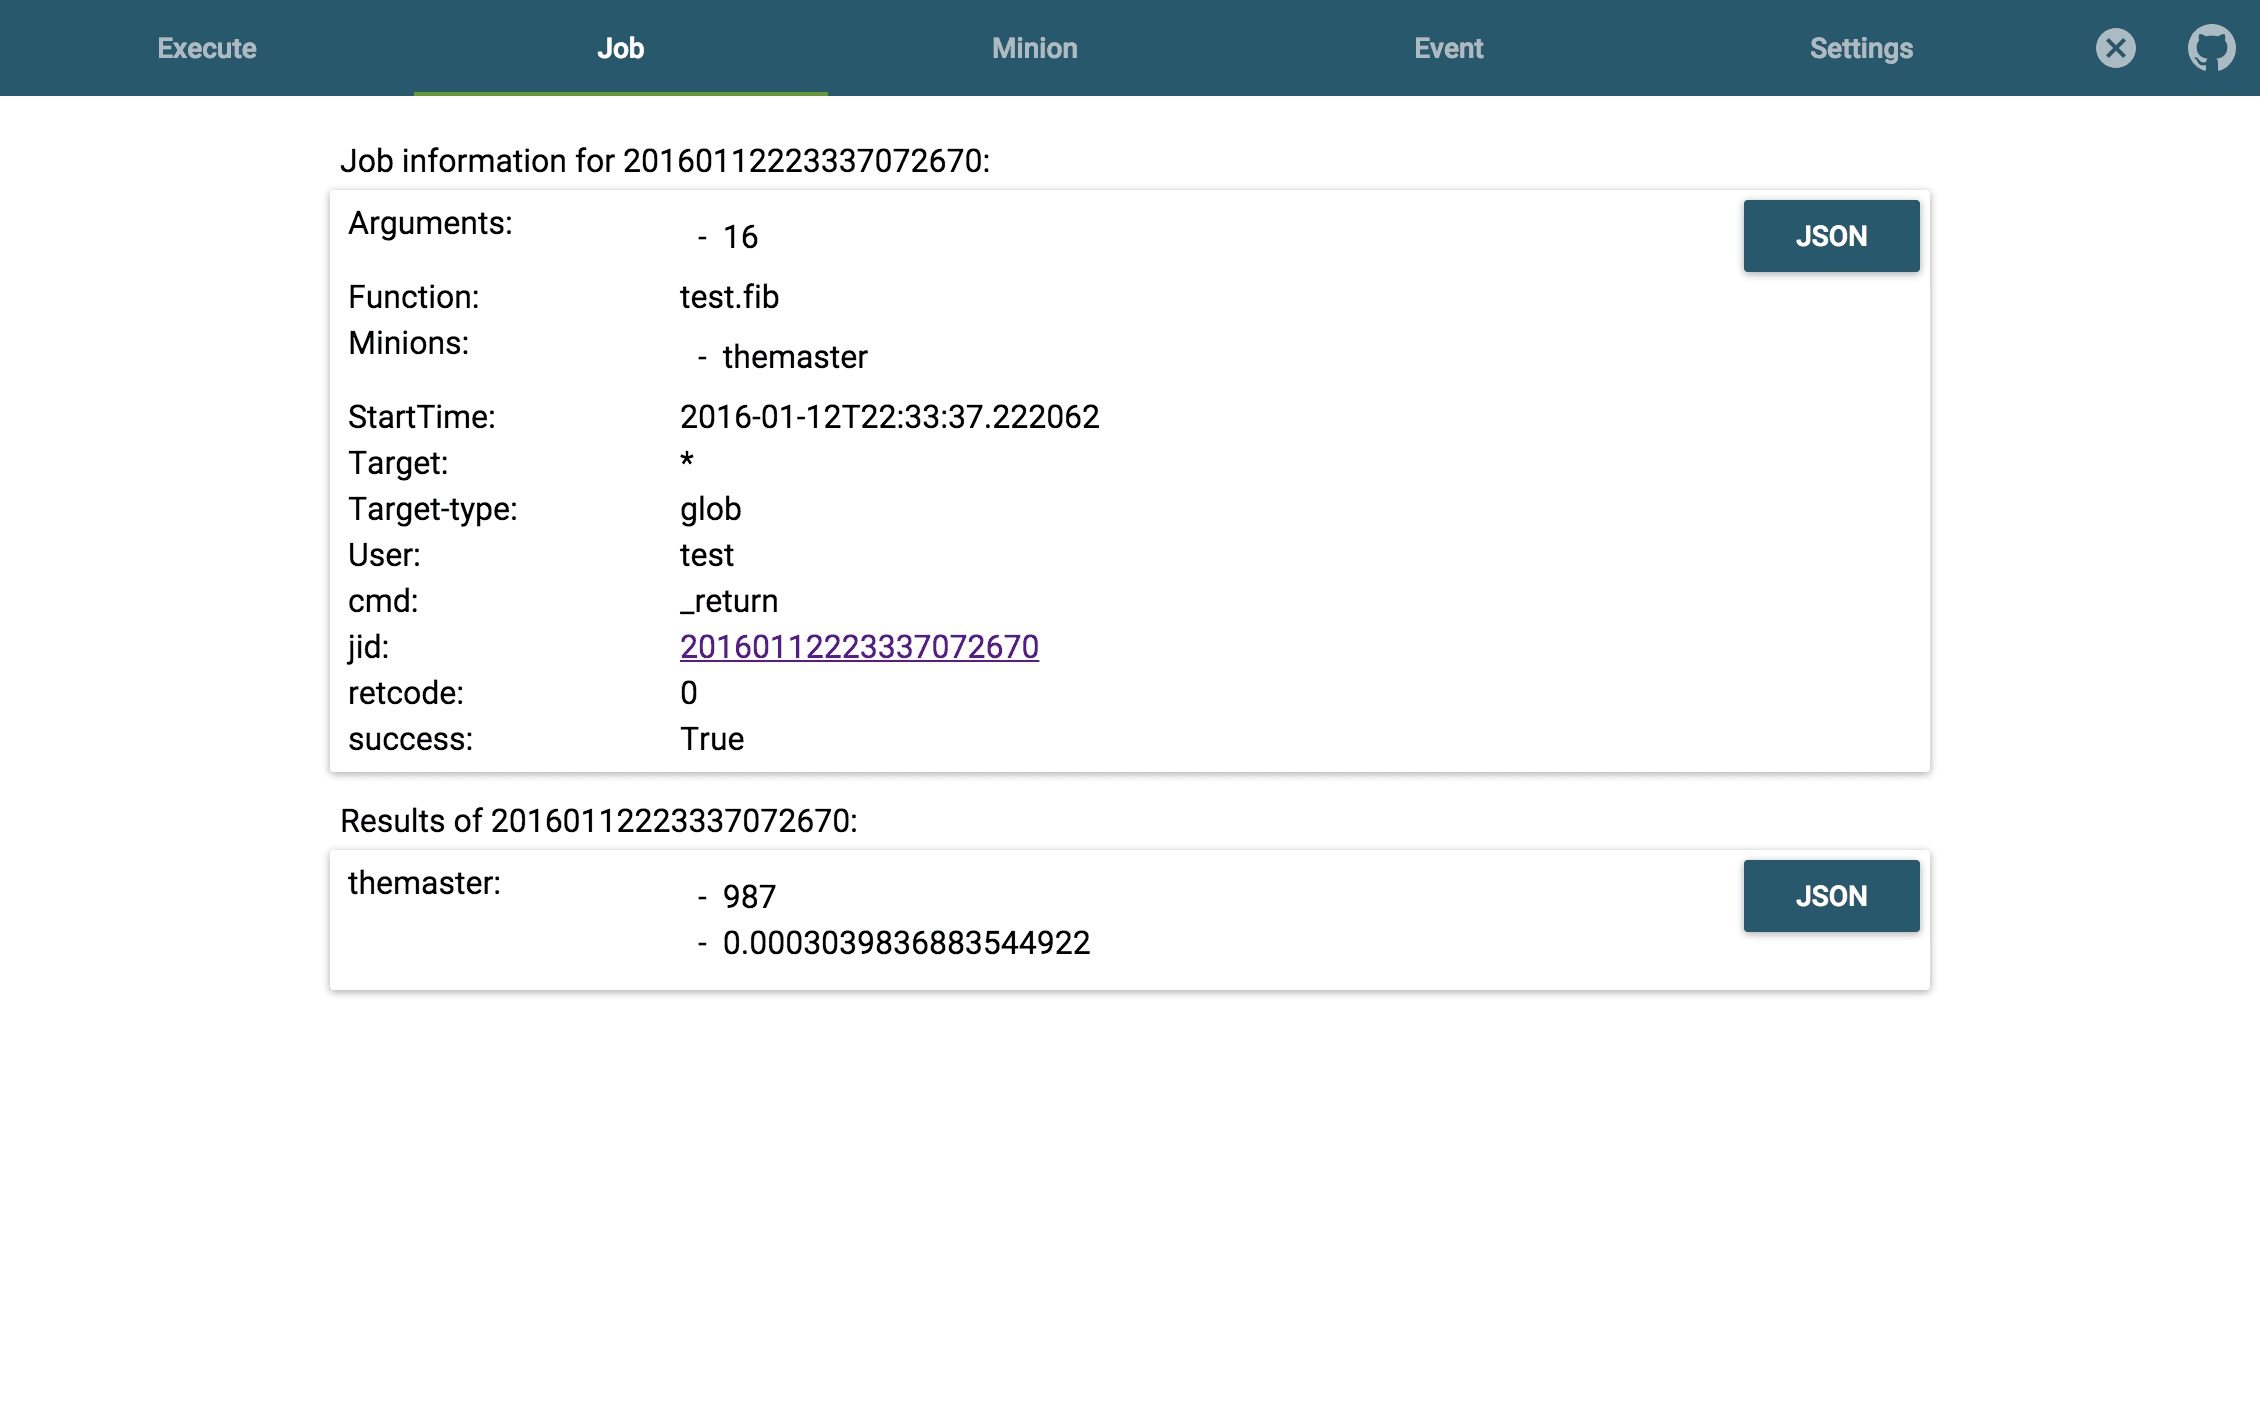 Execute Job Minion Event Settings
Job information for 20160112223337072670:
Arguments: - 16 JSON
Function: test.fib
Minions: - themaster
StartTime: 2016-01-12T22:33:37.222062
Target: *
Target-type: glob
User: test
cmd: _return
jid: 20160112223337072670
retcode: 0
success: True
Results of 20160112223337072670:
themaster: - 987 JSON
- 0.0003039836883544922